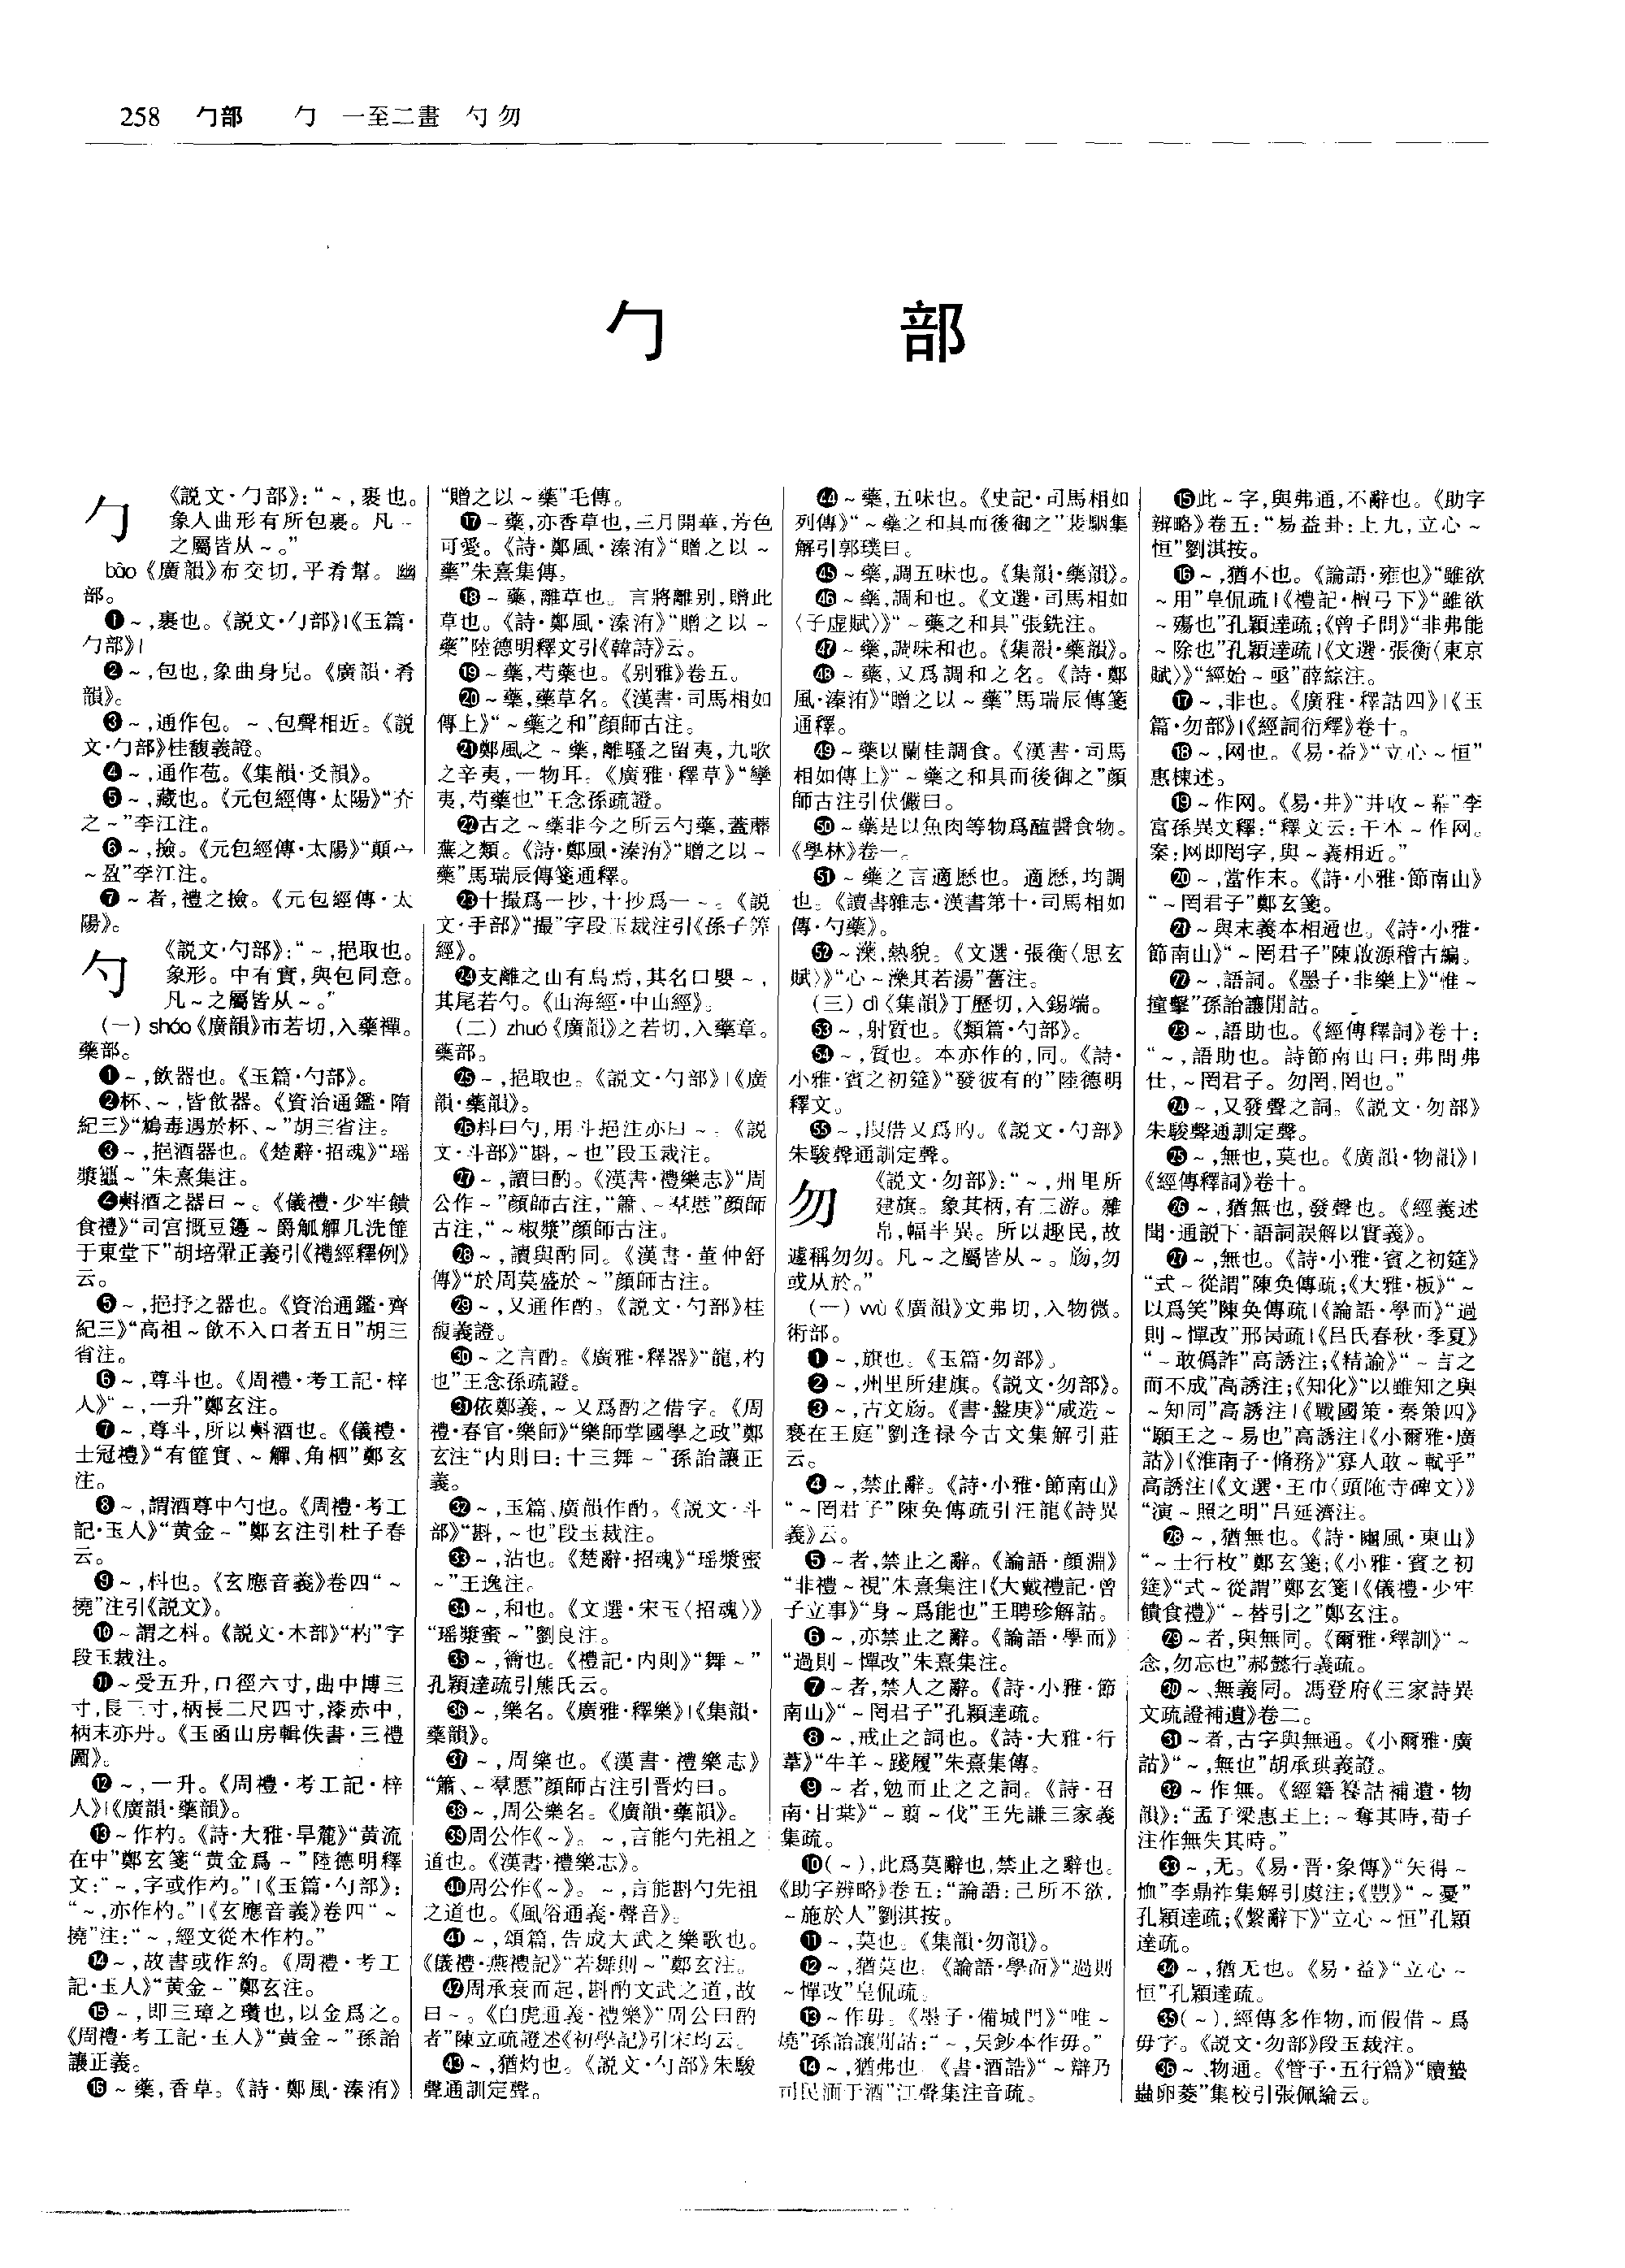 258 勹部 勹 一至二畫 勺勿
勹 部
勹
《説文·勹部》：“～，裹也。
象人曲形有所包裹。凡～
之屬皆从～。”
bāo《廣韻》布交切，平肴幫。幽
部。
❶～，裹也。《説文·勹部》|《玉篇·
勹部》|
❷～，包也，象曲身皃。《廣韻·肴
韻》。
❸～，通作包。～、包聲相近。《説
文·勹部》桂馥義證。
❹～，通作苞。《集韻·爻韻》。
❺～，藏也。《元包經傳·太陽》“夰
之～”李江注。
❻～，撿。《元包經傳·太陽》“顛宀
～盈”李江注。
❼～者，禮之撿。《元包經傳·太
陽》。
勺
《説文·勺部》：“～，挹取也。
象形。中有實，與包同意。
凡～之屬皆从～。”
（一）sháo《廣韻》市若切，入藥禪。
藥部。
❶～，飲器也。《玉篇·勺部》。
❷杯、～，皆飲器。《資治通鑑·隋
紀三》“鴆毒遇於杯、～”胡三省注。
❸～，挹酒器也。《楚辭·招魂》“瑶
漿蠠～”朱熹集注。
❹㪺酒之器曰～。《儀禮·少牢饋
食禮》“司宫摡豆籩～爵觚觶几洗篚
于東堂下”胡培翬正義引《禮經釋例》
云。
❺～，挹抒之器也。《資治通鑑·齊
紀三》“高祖～飲不入口者五日”胡三
省注。
❻～，尊斗也。《周禮·考工記·梓
人》“～，一升”鄭玄注。
❼～，尊斗，所以㪺酒也。《儀禮·
士冠禮》“有篚實、～觶、角柶”鄭玄
注。
❽～，謂酒尊中勺也。《周禮·考工
記·玉人》“黄金～”鄭玄注引杜子春
云。
❾～，枓也。《玄應音義》卷四“～
撓”注引《説文》。
❿～謂之枓。《説文·木部》“杓”字
段玉裁注。
⓫～受五升，口徑六寸，曲中博三
寸，長三寸，柄長二尺四寸，漆赤中，
柄末亦丹。《玉函山房輯佚書·三禮
圖》。
⓬～，一升。《周禮·考工記·梓
人》|《廣韻·藥韻》。
⓭～作杓。《詩·大雅·旱麓》“黄流
在中”鄭玄箋“黄金爲～”陸德明釋
文：“～，字或作杓。”|《玉篇·勺部》：
“～，亦作杓。”|《玄應音義》卷四“～
撓”注：“～，經文從木作杓。”
⓮～，故書或作約。《周禮·考工
記·玉人》“黄金～”鄭玄注。
⓯～，即三璋之瓚也，以金爲之。
《周禮·考工記·玉人》“黄金～”孫詒
讓正義。
⓰～藥，香草。《詩·鄭風·溱洧》
“贈之以～藥”毛傳。
⓱～藥，亦香草也，三月開華，芳色
可愛。《詩·鄭風·溱洧》“贈之以～
藥”朱熹集傳。
⓲～藥，離草也。言將離别，贈此
草也。《詩·鄭風·溱洧》“贈之以～
藥”陸德明釋文引《韓詩》云。
⓳～藥，芍藥也。《别雅》卷五。
⓴～藥，藥草名。《漢書·司馬相如
傳上》“～藥之和”顔師古注。
㉑鄭風之～藥，離騷之留夷，九歌
之辛夷，一物耳。《廣雅·釋草》“攣
夷，芍藥也”王念孫疏證。
㉒古之～藥非今之所云勺藥，蓋蘼
蕪之類。《詩·鄭風·溱洧》“贈之以～
藥”馬瑞辰傳箋通釋。
㉓十撮爲一抄，十抄爲一～。《説
文·手部》“撮”字段玉裁注引《孫子筭
經》。
㉔支離之山有鳥焉，其名曰嬰～，
其尾若勺。《山海經·中山經》。
（二）zhuó《廣韻》之若切，入藥章。
藥部。
㉕～，挹取也。《説文·勺部》|《廣
韻·藥韻》。
㉖枓曰勺，用斗挹注亦曰～。《説
文·斗部》“斟，～也”段玉裁注。
㉗～，讀曰酌。《漢書·禮樂志》“周
公作～”顔師古注，“簫、～羣慝”顔師
古注，“～椒漿”顔師古注。
㉘～，讀與酌同。《漢書·董仲舒
傳》“於周莫盛於～”顔師古注。
㉙～，又通作酌。《説文·勺部》桂
馥義證。
㉚～之言酌。《廣雅·釋器》“龍，杓
也”王念孫疏證。
㉛依鄭義，～又爲酌之借字。《周
禮·春官·樂師》“樂師掌國學之政”鄭
玄注“内則曰：十三舞～”孫詒讓正
義。
㉜～，玉篇、廣韻作酌。《説文·斗
部》“斟，～也”段玉裁注。
㉝～，沾也。《楚辭·招魂》“瑶漿蜜
～”王逸注。
㉞～，和也。《文選·宋玉〈招魂〉》
“瑶漿蜜～”劉良注。
㉟～，籥也。《禮記·内則》“舞～”
孔穎達疏引熊氏云。
㊱～，樂名。《廣雅·釋樂》|《集韻·
藥韻》。
㊲～，周樂也。《漢書·禮樂志》
“簫、～羣慝”顔師古注引晋灼曰。
㊳～，周公樂名。《廣韻·藥韻》。
㊴周公作《～》。～，言能勺先祖之
道也。《漢書·禮樂志》。
㊵周公作《～》。～，言能斟勺先祖
之道也。《風俗通義·聲音》。
㊶～，頌篇，告成大武之樂歌也。
《儀禮·燕禮記》“若舞則～”鄭玄注。
㊷周承衰而起，斟酌文武之道，故
曰～。《白虎通義·禮樂》“周公曰酌
者”陳立疏證述《初學記》引宋均云。
㊸～，猶灼也。《説文·勺部》朱駿
聲通訓定聲。
㊹～藥，五味也。《史記·司馬相如
列傳》“～藥之和具而後御之”裴駰集
解引郭璞曰。
㊺～藥，調五味也。《集韻·藥韻》。
㊻～藥，調和也。《文選·司馬相如
〈子虛賦〉》“～藥之和具”張銑注。
㊼～藥，調味和也。《集韻·藥韻》。
㊽～藥，又爲調和之名。《詩·鄭
風·溱洧》“贈之以～藥”馬瑞辰傳箋
通釋。
㊾～藥以蘭桂調食。《漢書·司馬
相如傳上》“～藥之和具而後御之”顔
師古注引伏儼曰。
㊿～藥是以魚肉等物爲醢醬食物。
《學林》卷一。
51～藥之言適歷也。適歷，均調
也。《讀書雜志·漢書第十·司馬相如
傳·勺藥》。
52～濼，熱貌。《文選·張衡〈思玄
賦〉》“心～濼其若湯”舊注。
（三）dì《集韻》丁歷切，入錫端。
53～，射質也。《類篇·勺部》。
54～，質也。本亦作的，同。《詩·
小雅·賓之初筵》“發彼有的”陸德明
釋文。
55～，叚借又爲旳。《説文·勺部》
朱駿聲通訓定聲。
勿
《説文·勿部》：“～，州里所
建旗。象其柄，有三游。雜
帛，幅半異。所以趣民，故
遽稱勿勿。凡～之屬皆从～。㫃，勿
或从㫃。”
（一）wù《廣韻》文弗切，入物微。
術部。
❶～，旗也。《玉篇·勿部》。
❷～，州里所建旗。《説文·勿部》。
❸～，古文㫃。《書·盤庚》“咸造～
褻在王庭”劉逢禄今古文集解引莊
云。
❹～，禁止辭。《詩·小雅·節南山》
“～罔君子”陳奂傳疏引汪龍《詩異
義》云。
❺～者，禁止之辭。《論語·顔淵》
“非禮～視”朱熹集注|《大戴禮記·曾
子立事》“身～爲能也”王聘珍解詁。
❻～，亦禁止之辭。《論語·學而》
“過則～憚改”朱熹集注。
❼～者，禁人之辭。《詩·小雅·節
南山》“～罔君子”孔穎達疏。
❽～，戒止之詞也。《詩·大雅·行
葦》“牛羊～踐履”朱熹集傳。
❾～者，勉而止之之詞。《詩·召
南·甘棠》“～翦～伐”王先謙三家義
集疏。
❿（～），此爲莫辭也，禁止之辭也。
《助字辨略》卷五：“論語：己所不欲，
～施於人”劉淇按。
⓫～，莫也。《集韻·勿韻》。
⓬～，猶莫也。《論語·學而》“過則
～憚改”皇侃疏。
⓭～作毋。《墨子·備城門》“唯～
燒”孫詒讓閒詁：“～，吴鈔本作毋。”
⓮～，猶弗也。《書·酒誥》“～辯乃
司民湎于酒”江聲集注音疏。
⓯此～字，與弗通，不辭也。《助字
辨略》卷五：“易益卦：上九，立心～
恒”劉淇按。
⓰～，猶不也。《論語·雍也》“雖欲
～用”皇侃疏|《禮記·檀弓下》“雖欲
～殤也”孔穎達疏；《曾子問》“非弗能
～除也”孔穎達疏|《文選·張衡〈東京
賦〉》“經始～亟”薛綜注。
⓱～，非也。《廣雅·釋詁四》|《玉
篇·勿部》|《經詞衍釋》卷十。
⓲～，网也。《易·益》“立心～恒”
惠棟述。
⓳～作网。《易·井》“井收～幕”李
富孫異文釋：“釋文云：干本～作网。
案：网即罔字，與～義相近。”
⓴～，當作末。《詩·小雅·節南山》
“～罔君子”鄭玄箋。
㉑～與末義本相通也。《詩·小雅·
節南山》“～罔君子”陳啟源稽古編。
㉒～，語詞。《墨子·非樂上》“惟～
撞擊”孫詒讓閒詁。
㉓～，語助也。《經傳釋詞》卷十：
“～，語助也。詩節南山曰：弗問弗
仕，～罔君子。勿罔，罔也。”
㉔～，又發聲之詞。《説文·勿部》
朱駿聲通訓定聲。
㉕～，無也，莫也。《廣韻·物韻》|
《經傳釋詞》卷十。
㉖～，猶無也，發聲也。《經義述
聞·通説下·語詞誤解以實義》。
㉗～，無也。《詩·小雅·賓之初筵》
“式～從謂”陳奂傳疏；《大雅·板》“～
以爲笑”陳奂傳疏|《論語·學而》“過
則～憚改”邢昺疏|《吕氏春秋·季夏》
“～敢僞詐”高誘注；《精諭》“～言之
而不成”高誘注；《知化》“以雖知之與
～知同”高誘注|《戰國策·秦策四》
“願王之～易也”高誘注|《小爾雅·廣
詁》|《淮南子·脩務》“寡人敢～軾乎”
高誘注|《文選·王巾〈頭陁寺碑文〉》
“演～照之明”吕延濟注。
㉘～，猶無也。《詩·豳風·東山》
“～士行枚”鄭玄箋；《小雅·賓之初
筵》“式～從謂”鄭玄箋|《儀禮·少牢
饋食禮》“～替引之”鄭玄注。
㉙～者，與無同。《爾雅·釋訓》“～
念，勿忘也”郝懿行義疏。
㉚～、無義同。馮登府《三家詩異
文疏證補遺》卷二。
㉛～者，古字與無通。《小爾雅·廣
詁》“～，無也”胡承珙義證。
㉜～作無。《經籍籑詁補遺·物
韻》：“孟子梁惠王上：～奪其時，荀子
注作無失其時。”
㉝～，无。《易·晋·象傳》“矢得～
恤”李鼎祚集解引虞注；《豐》“～憂”
孔穎達疏；《繫辭下》“立心～恒”孔穎
達疏。
㉞～，猶无也。《易·益》“立心～
恒”孔穎達疏。
㉟（～），經傳多作物，而假借～爲
毋字。《説文·勿部》段玉裁注。
㊱～、物通。《管子·五行篇》“贖蟄
蟲卵菱”集校引張佩綸云。